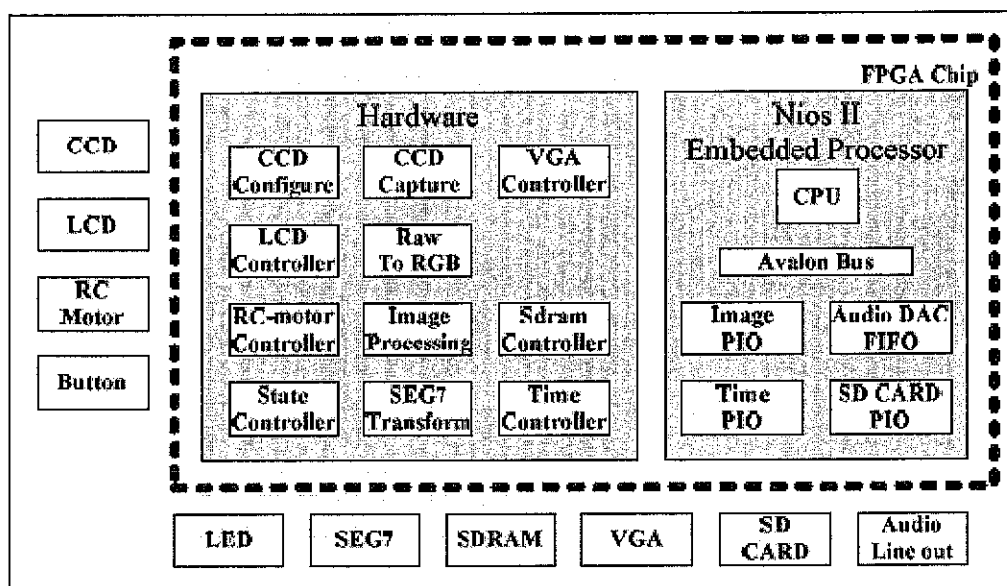 FPGA Chip
CCD
LCD
RC
Motor
Button
Hardware
CCD
Configure
CCD
Capture
VGA
Controller
LCD
Controller
Raw
To RGB
RC-motor
Controller
Image
Processing
Sdram
Controller
State
Controller
SEG7
Transform
Time
Controller
Nios II
Embedded Processor
CPU
Avalon Bus
Image
PIO
Audio DAC
FIFO
Time
PIO
SD CARD
PIO
LED
SEG7
SDRAM
VGA
SD
CARD
Audio
Line out